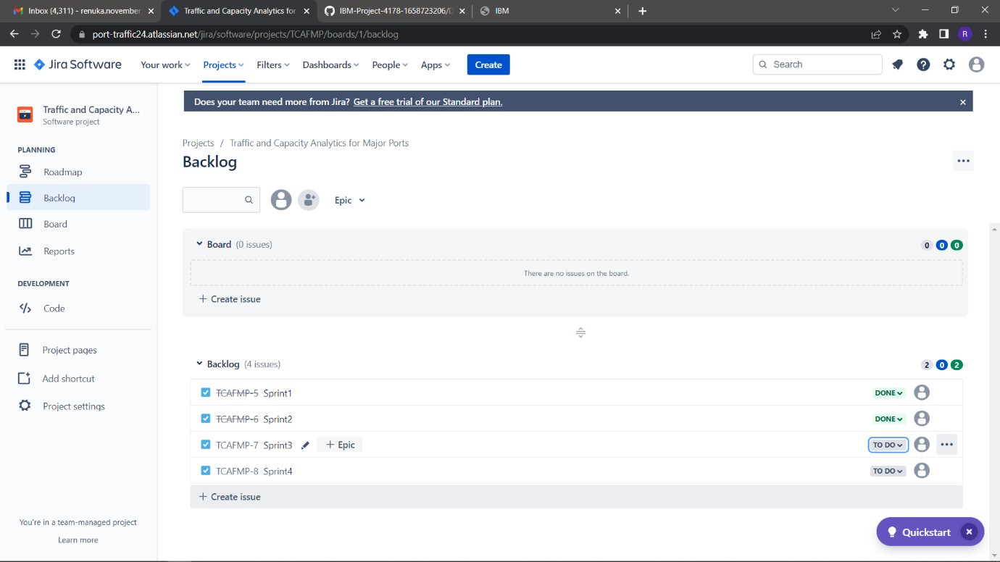 Inbox (4,311) - renuka.november
Traffic and Capacity Analytics for
IBM-Project-4178-1658723206/D
IBM
port-traffic24.atlassian.net/jira/software/projects/TCAFMP/boards/1/backlog
R
Jira Software
Your work
Projects
Filters
Dashboards
People
Apps
Create
Search
Does your team need more from Jira? Get a free trial of our Standard plan.
Traffic and Capacity A...
Software project
PLANNING
Roadmap
Backlog
Board
Reports
DEVELOPMENT
Code
Project pages
Add shortcut
Project settings
You're in a team-managed project
Learn more
Projects / Traffic and Capacity Analytics for Major Ports
Backlog
Epic
Board (0 issues) 0 0 0
There are no issues on the board.
+ Create issue
Backlog (4 issues) 2 0 2
TCAFMP-5 Sprint1 DONE
TCAFMP-6 Sprint2 DONE
TCAFMP-7 Sprint3 + Epic TO DO
TCAFMP-8 Sprint4 TO DO
+ Create issue
Quickstart